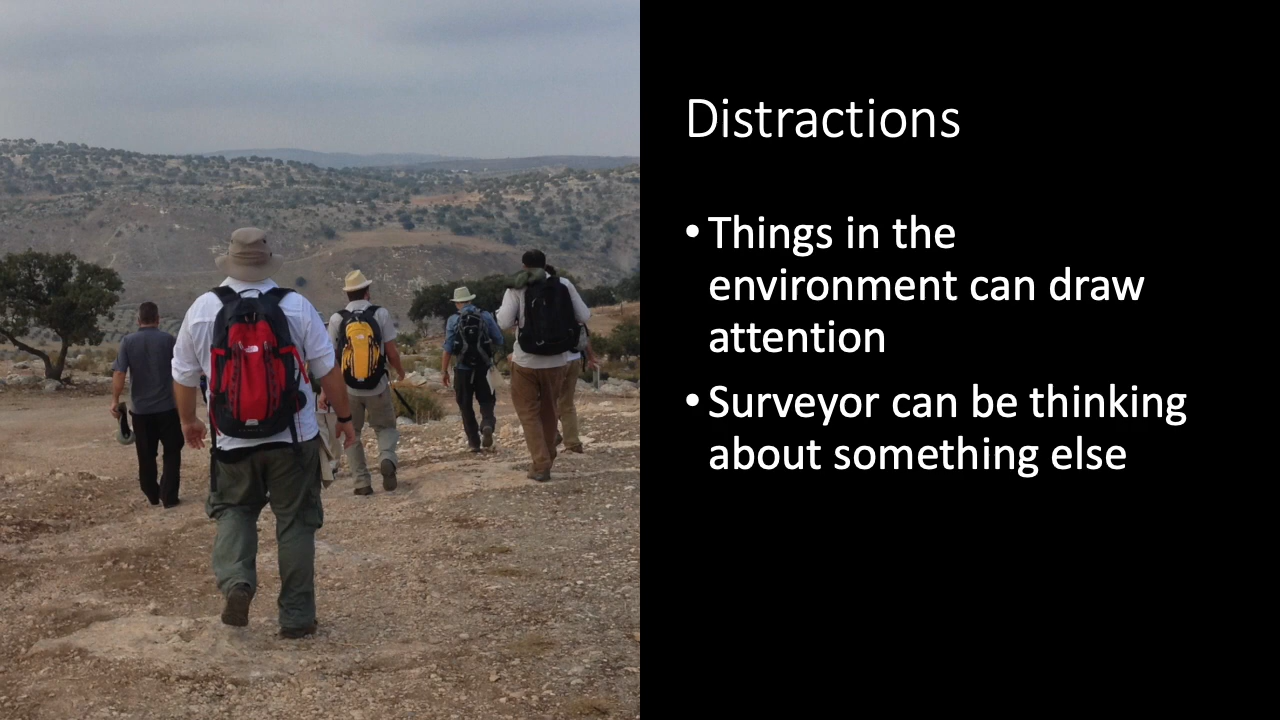 Distractions
• Things in the
environment can draw
attention
• Surveyor can be thinking
about something else